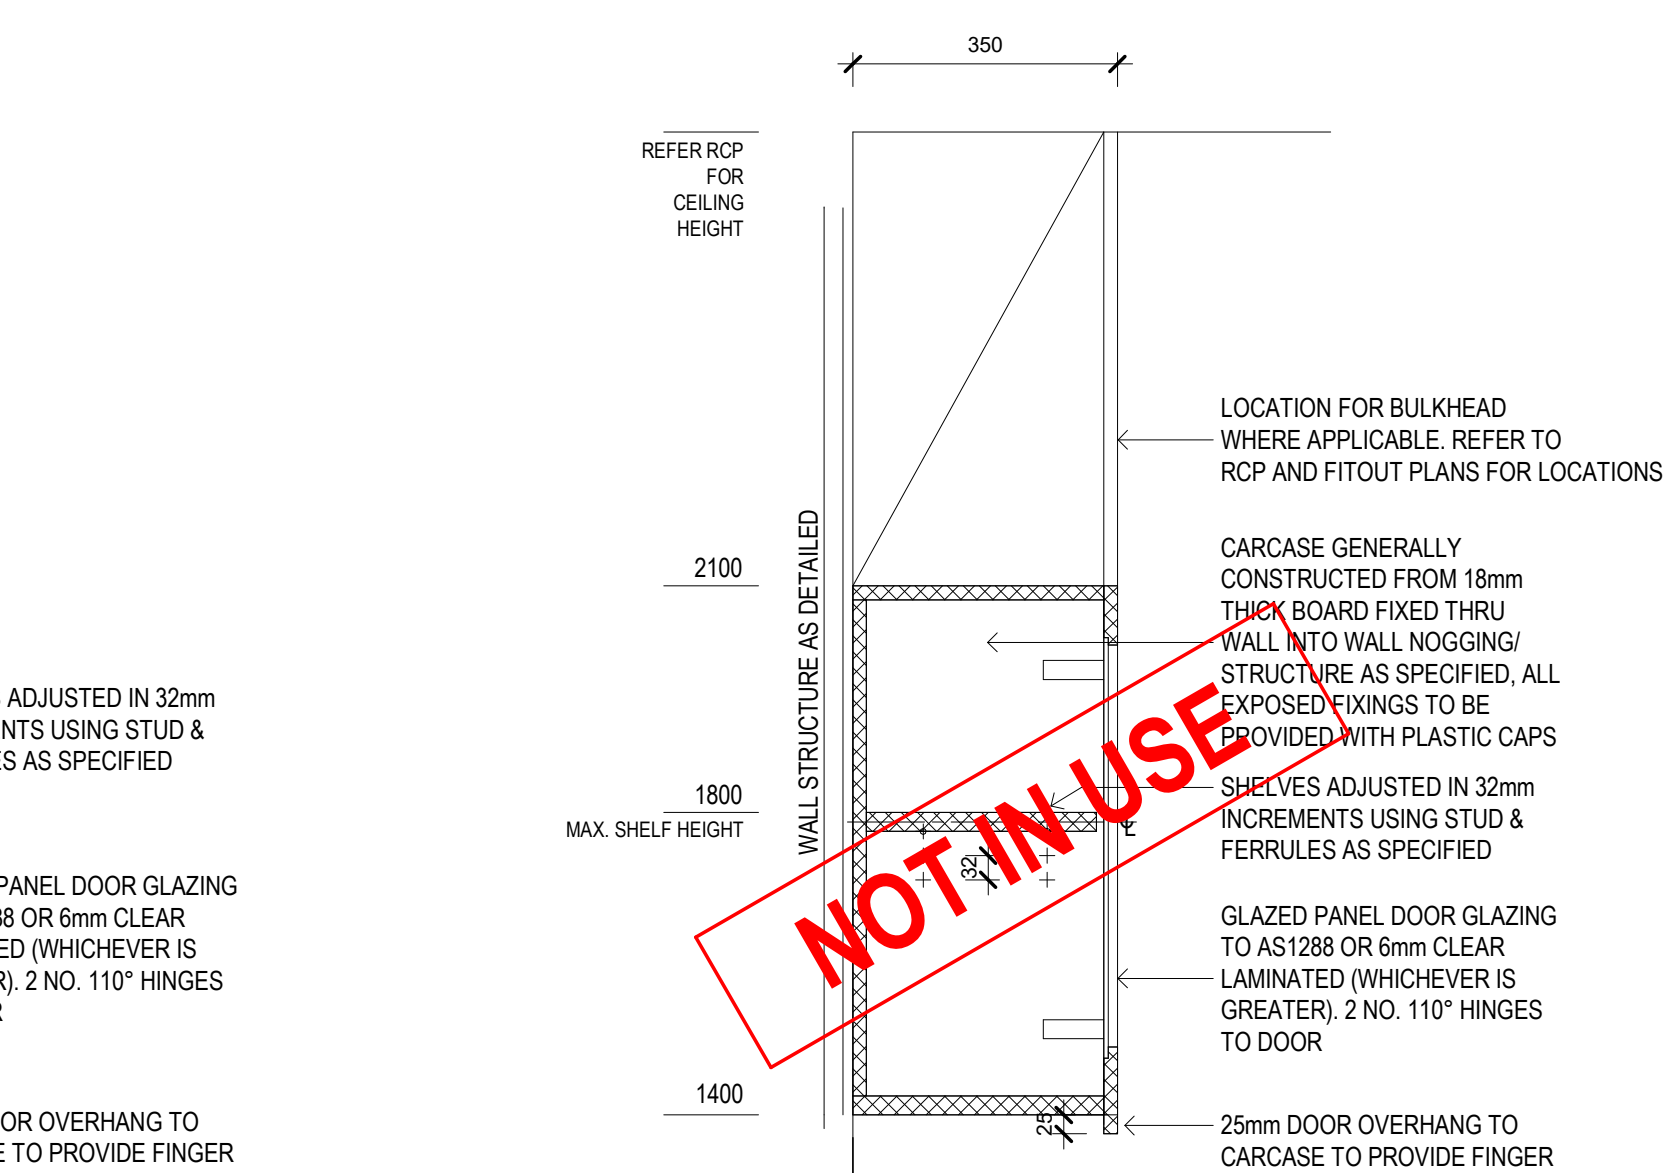 350
REFER RCP
FOR
CEILING
HEIGHT
LOCATION FOR BULKHEAD
WHERE APPLICABLE. REFER TO
RCP AND FITOUT PLANS FOR LOCATIONS
WALL STRUCTURE AS DETAILED
2100
CARCASE GENERALLY
CONSTRUCTED FROM 18mm
THICK BOARD FIXED THRU
WALL INTO WALL NOGGING/
STRUCTURE AS SPECIFIED, ALL
EXPOSED FIXINGS TO BE
PROVIDED WITH PLASTIC CAPS
ADJUSTED IN 32mm
USING STUD &
AS SPECIFIED
1800
MAX. SHELF HEIGHT
SHELVES ADJUSTED IN 32mm
INCREMENTS USING STUD &
FERRULES AS SPECIFIED
32
NOT IN USE
PANEL DOOR GLAZING
OR 6mm CLEAR
(WHICHEVER IS
2 NO. 110° HINGES
GLAZED PANEL DOOR GLAZING
TO AS1288 OR 6mm CLEAR
LAMINATED (WHICHEVER IS
GREATER). 2 NO. 110° HINGES
TO DOOR
1400
25
OVERHANG TO
TO PROVIDE FINGER
25mm DOOR OVERHANG TO
CARCASE TO PROVIDE FINGER